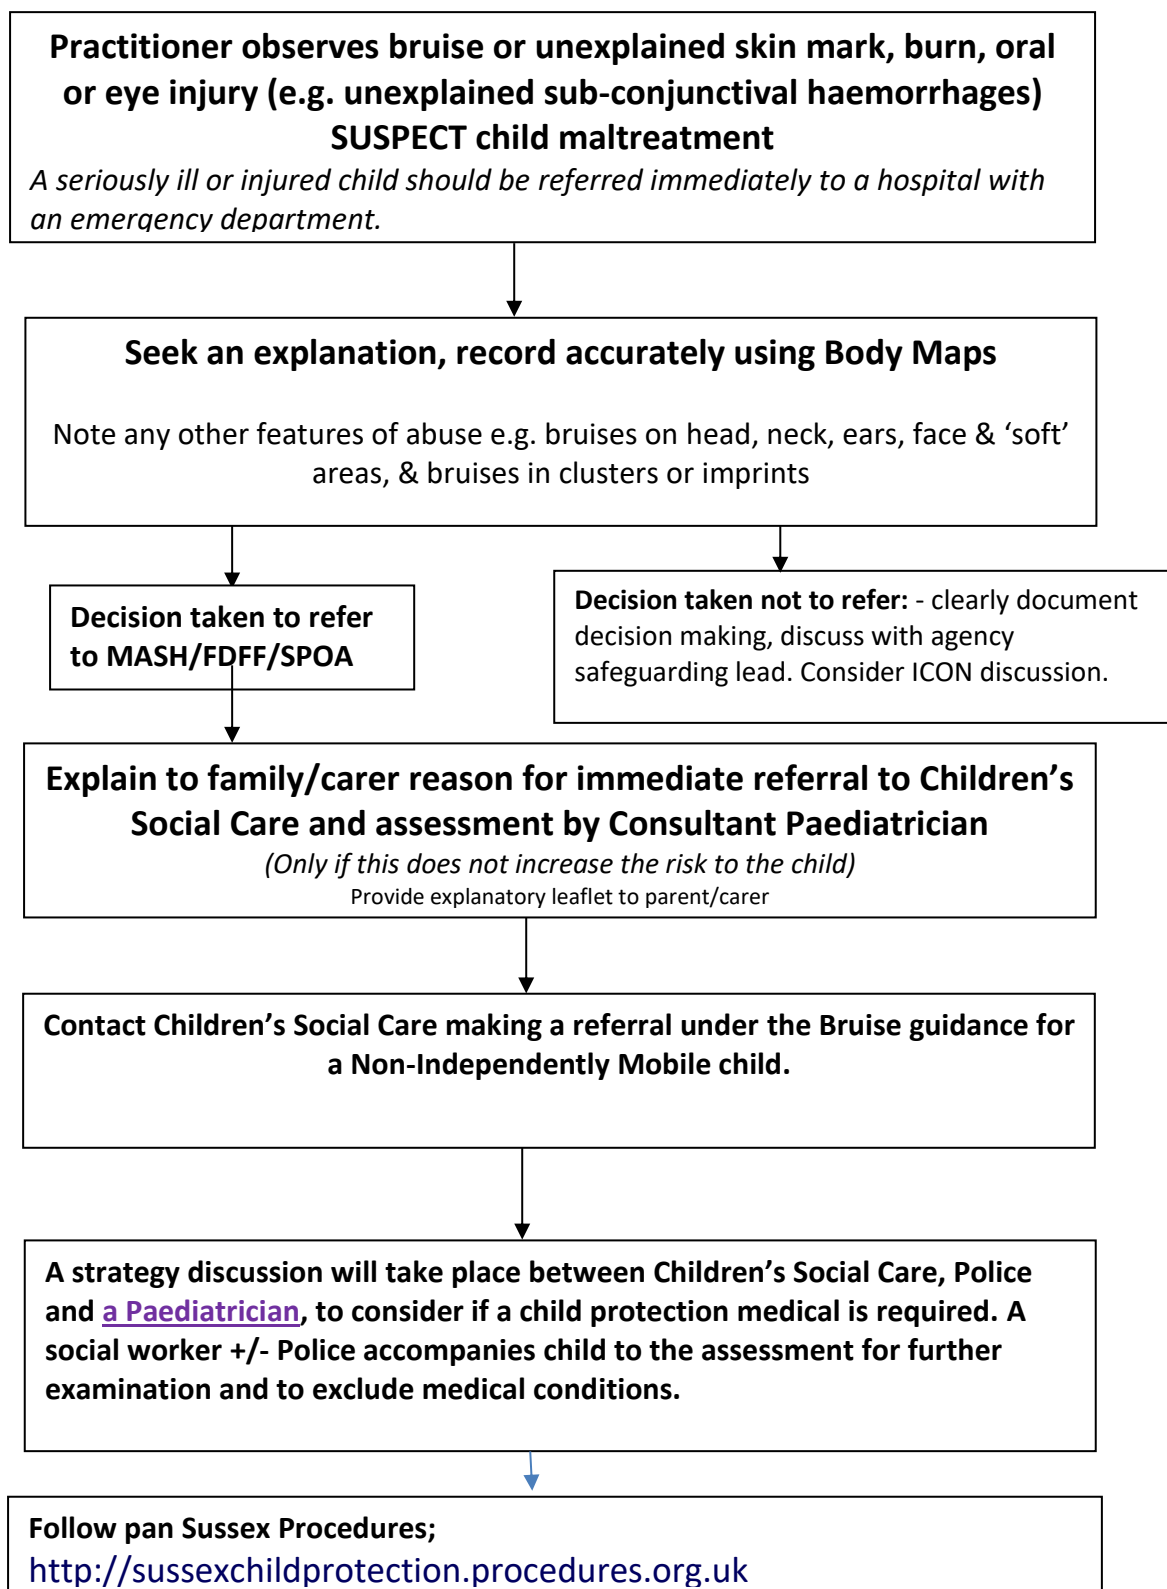 Practitioner observes bruise or unexplained skin mark, burn, oral
or eye injury (e.g. unexplained sub-conjunctival haemorrhages)
SUSPECT child maltreatment
A seriously ill or injured child should be referred immediately to a hospital with
an emergency department.
Seek an explanation, record accurately using Body Maps
Note any other features of abuse e.g. bruises on head, neck, ears, face & ‘soft’
areas, & bruises in clusters or imprints
Decision taken to refer
to MASH/FDFF/SPOA
Decision taken not to refer: - clearly document
decision making, discuss with agency
safeguarding lead. Consider ICON discussion.
Explain to family/carer reason for immediate referral to Children’s
Social Care and assessment by Consultant Paediatrician
(Only if this does not increase the risk to the child)
Provide explanatory leaflet to parent/carer
Contact Children’s Social Care making a referral under the Bruise guidance for
a Non-Independently Mobile child.
A strategy discussion will take place between Children’s Social Care, Police
and a Paediatrician, to consider if a child protection medical is required. A
social worker +/- Police accompanies child to the assessment for further
examination and to exclude medical conditions.
Follow pan Sussex Procedures;
http://sussexchildprotection.procedures.org.uk